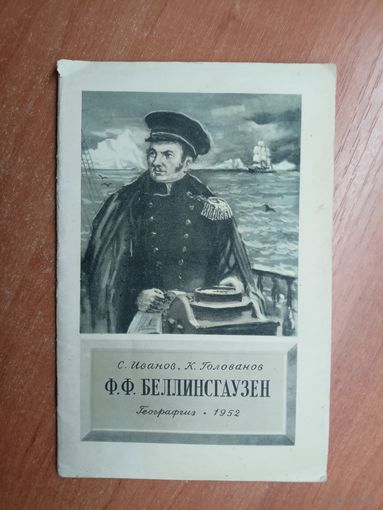 С. Иванов, К. Голованов
Ф.Ф. БЕЛЛИНСГАУЗЕН
Географгиз • 1952